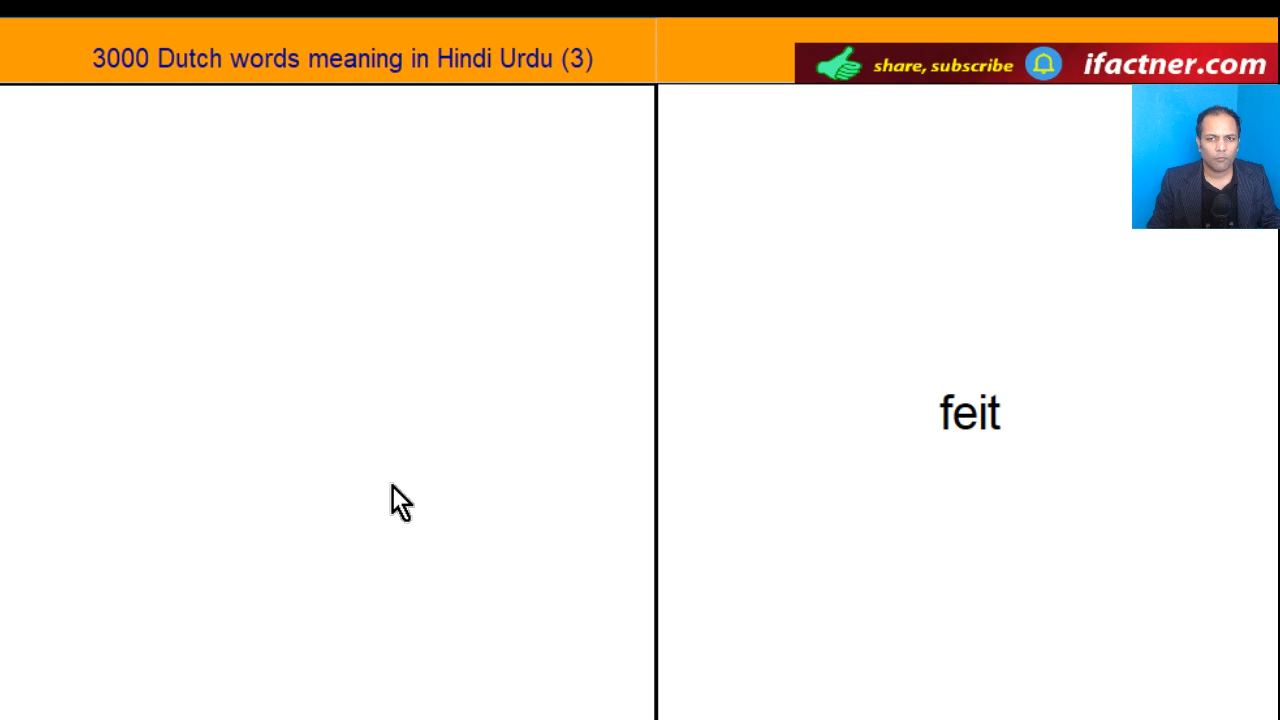 3000 Dutch words meaning in Hindi Urdu (3)
share, subscribe
ifactner.com
feit